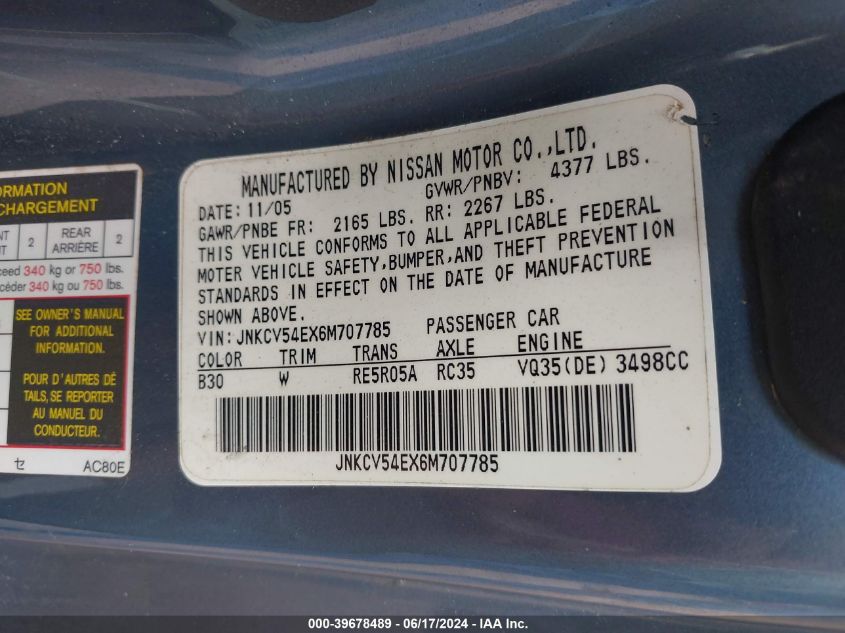 ORMATION
CHARGEMENT
2 REAR ARRIÈRE 2
340 kg or 750 lbs.
340 kg ou 750 lbs.
SEE OWNER'S MANUAL
FOR ADDITIONAL
INFORMATION.
POUR D'AUTRES DÉ
TAILS, SE REPORTER
AU MANUEL DU
CONDUCTEUR.
tz AC80E
MANUFACTURED BY NISSAN MOTOR CO.,LTD.
DATE: 11/05 GVWR/PNBV: 4377 LBS.
GAWR/PNBE FR: 2165 LBS. RR: 2267 LBS.
THIS VEHICLE CONFORMS TO ALL APPLICABLE FEDERAL
MOTER VEHICLE SAFETY,BUMPER,AND THEFT PREVENTION
STANDARDS IN EFFECT ON THE DATE OF MANUFACTURE
SHOWN ABOVE.
VIN: JNKCV54EX6M707785 PASSENGER CAR
COLOR TRIM TRANS AXLE ENGINE
B30 W RE5R05A RC35 VQ35(DE) 3498CC
JNKCV54EX6M707785
000-39678489 - 06/17/2024 - IAA Inc.